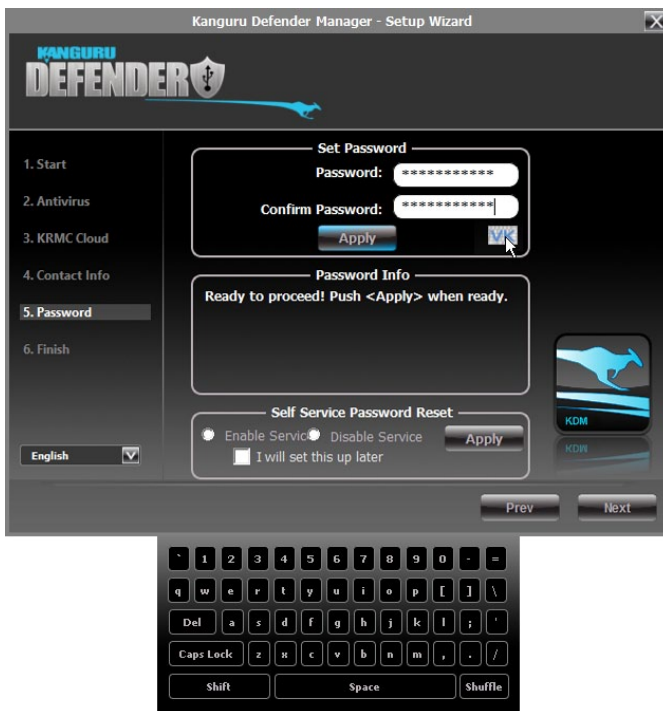 Kanguru Defender Manager - Setup Wizard
X
KANGURU
DEFENDER
1. Start
2. Antivirus
3. KRMC Cloud
4. Contact Info
5. Password
6. Finish
English
Set Password
Password: ***********
Confirm Password: ***********
Apply
VK
Password Info
Ready to proceed! Push <Apply> when ready.
Self Service Password Reset
Enable Servic Disable Service
Apply
I will set this up later
KDM
KDM
Prev Next
` 1 2 3 4 5 6 7 8 9 0 - =
q w e r t y u i o p [ ] \
Del a s d f g h j k l ; '
Caps Lock z x c v b n m , . /
Shift Space Shuffle